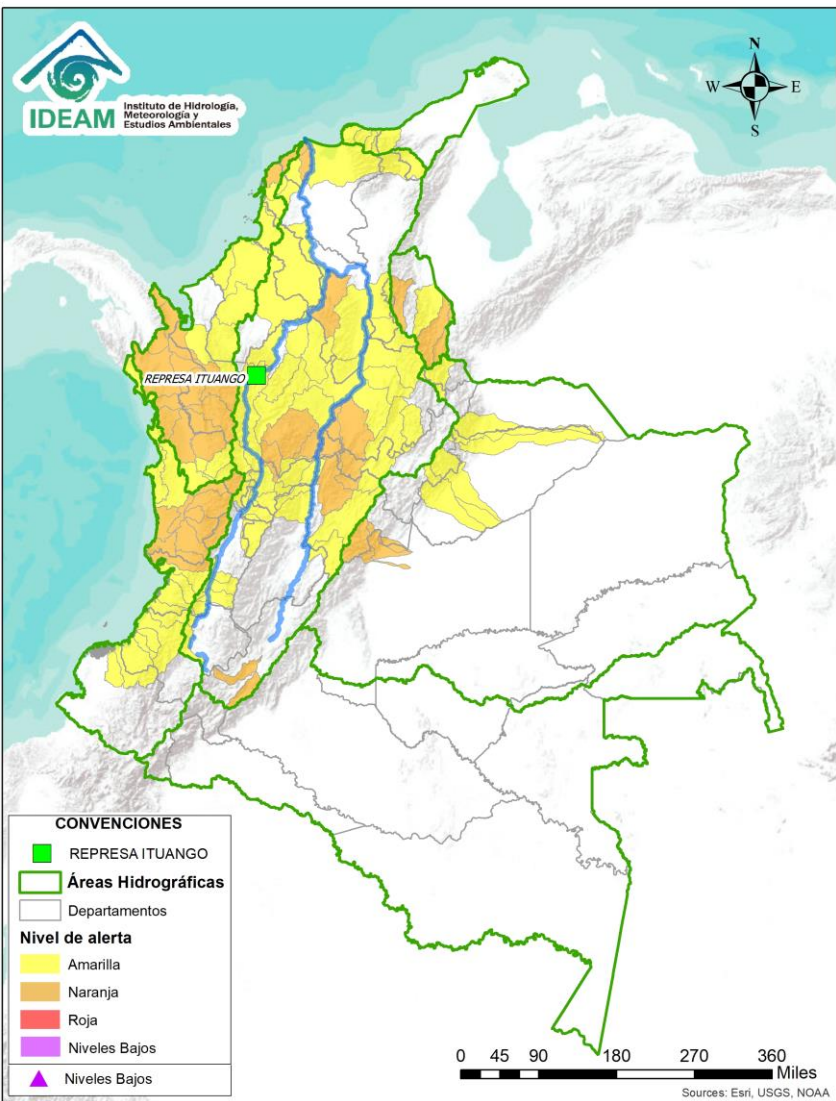 IDEAM
Instituto de Hidrología,
Meteorología y
Estudios Ambientales
N
W
E
S
REPRESA ITUANGO
CONVENCIONES
REPRESA ITUANGO
Áreas Hidrográficas
Departamentos
Nivel de alerta
Amarilla
Naranja
Roja
Niveles Bajos
Niveles Bajos
0 45 90 180 270 360
Miles
Sources: Esri, USGS, NOAA